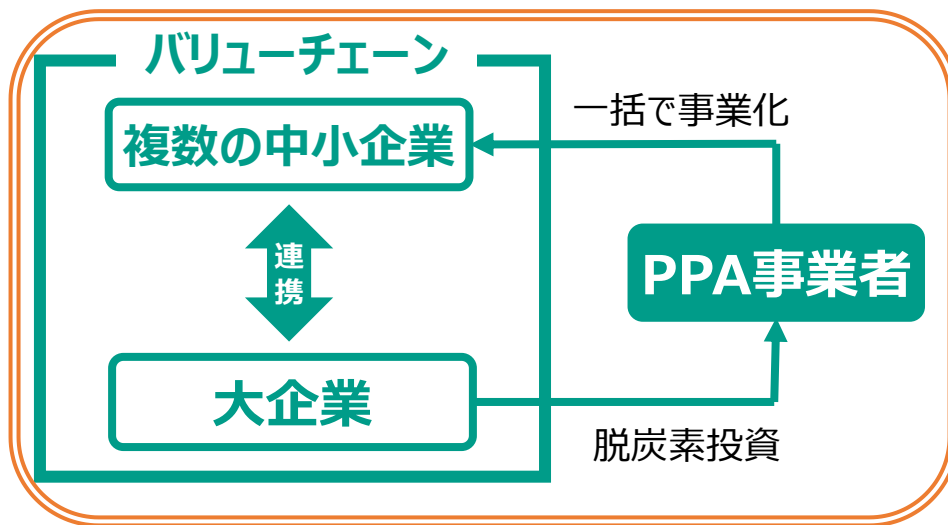 バリューチェーン
一括で事業化
複数の中小企業
連
携
PPA事業者
大企業
脱炭素投資